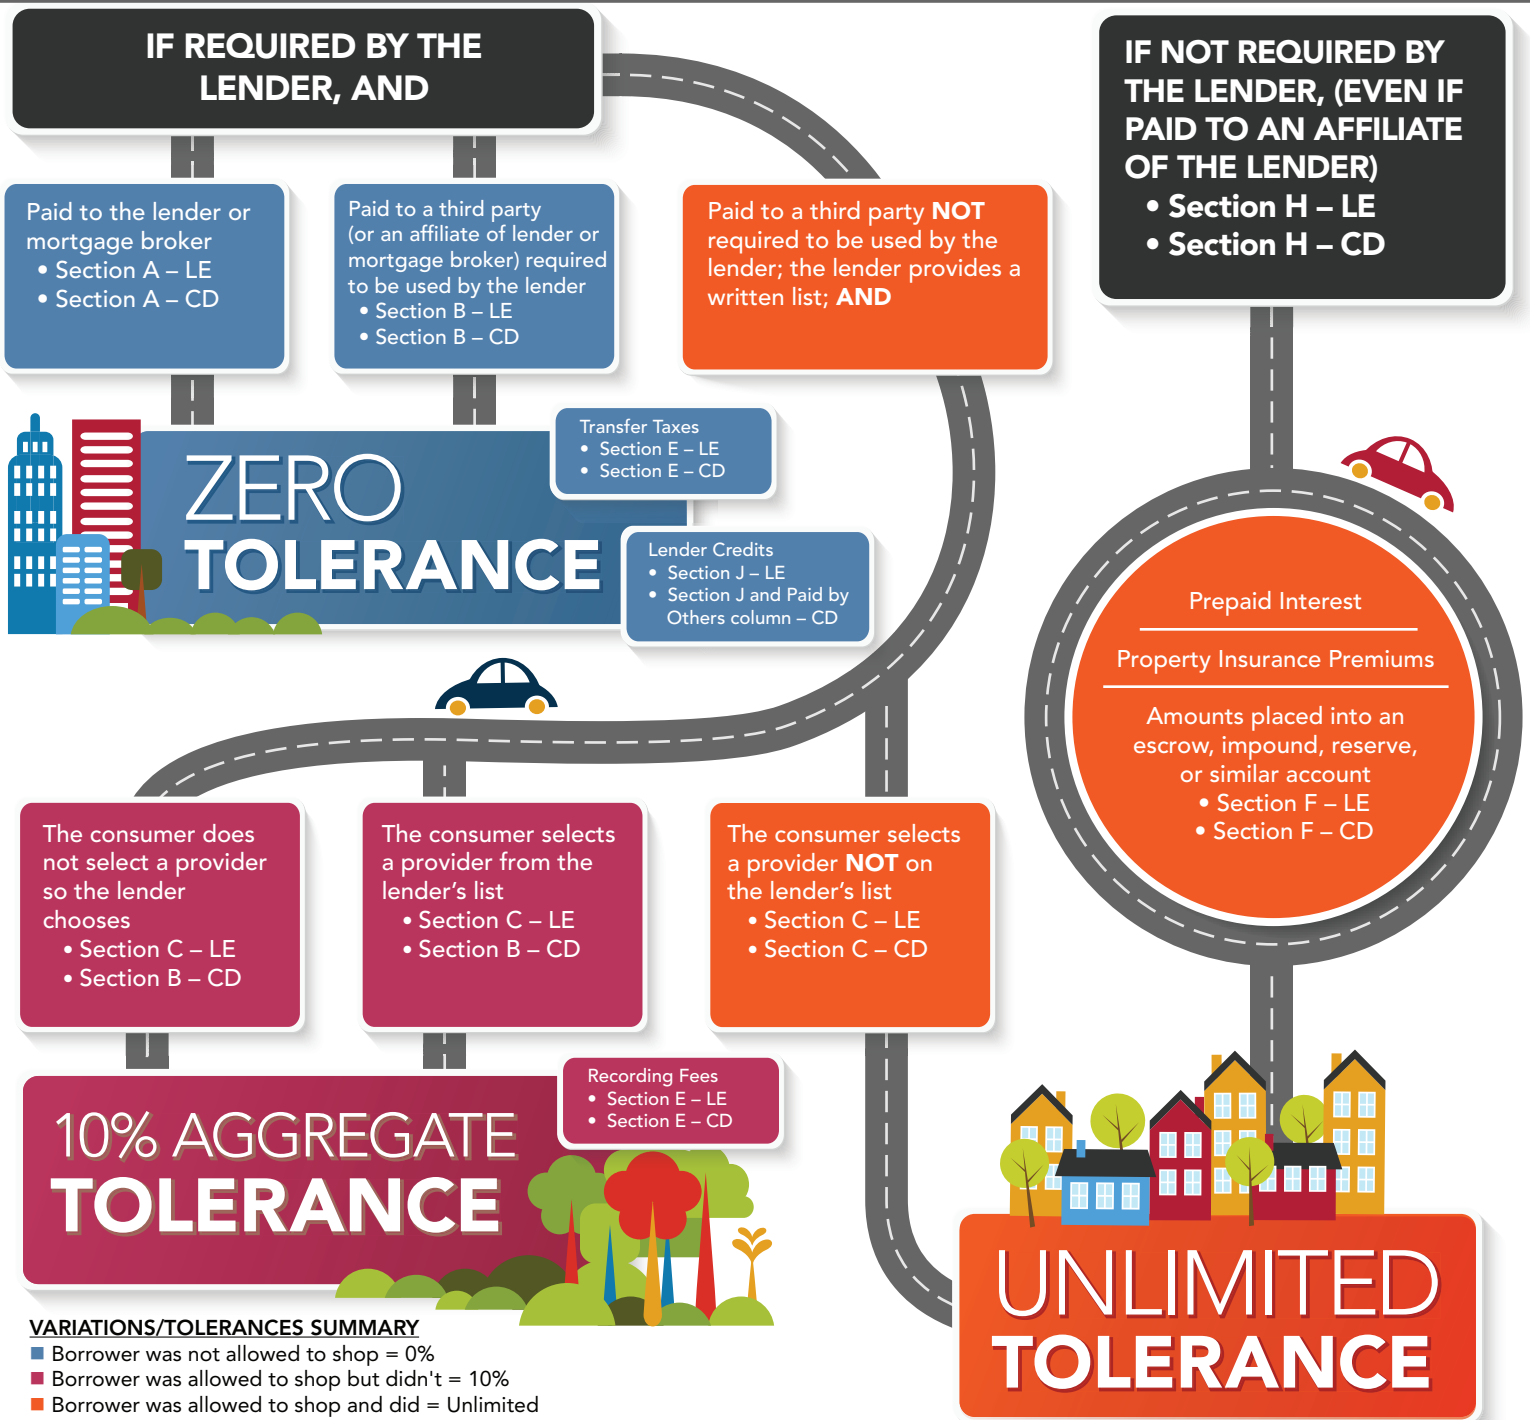 IF REQUIRED BY THE
LENDER, AND
IF NOT REQUIRED BY
THE LENDER, (EVEN IF
PAID TO AN AFFILIATE
OF THE LENDER)
• Section H – LE
• Section H – CD
Paid to the lender or
mortgage broker
• Section A – LE
• Section A – CD
Paid to a third party
(or an affiliate of lender or
mortgage broker) required
to be used by the lender
• Section B – LE
• Section B – CD
Paid to a third party NOT
required to be used by the
lender; the lender provides a
written list; AND
ZERO
TOLERANCE
Transfer Taxes
• Section E – LE
• Section E – CD
Lender Credits
• Section J – LE
• Section J and Paid by
Others column – CD
Prepaid Interest
Property Insurance Premiums
Amounts placed into an
escrow, impound, reserve,
or similar account
• Section F – LE
• Section F – CD
The consumer does
not select a provider
so the lender
chooses
• Section C – LE
• Section B – CD
The consumer selects
a provider from the
lender's list
• Section C – LE
• Section B – CD
The consumer selects
a provider NOT on
the lender's list
• Section C – LE
• Section C – CD
10% AGGREGATE
TOLERANCE
Recording Fees
• Section E – LE
• Section E – CD
UNLIMITED
TOLERANCE
VARIATIONS/TOLERANCES SUMMARY
Borrower was not allowed to shop = 0%
Borrower was allowed to shop but didn't = 10%
Borrower was allowed to shop and did = Unlimited